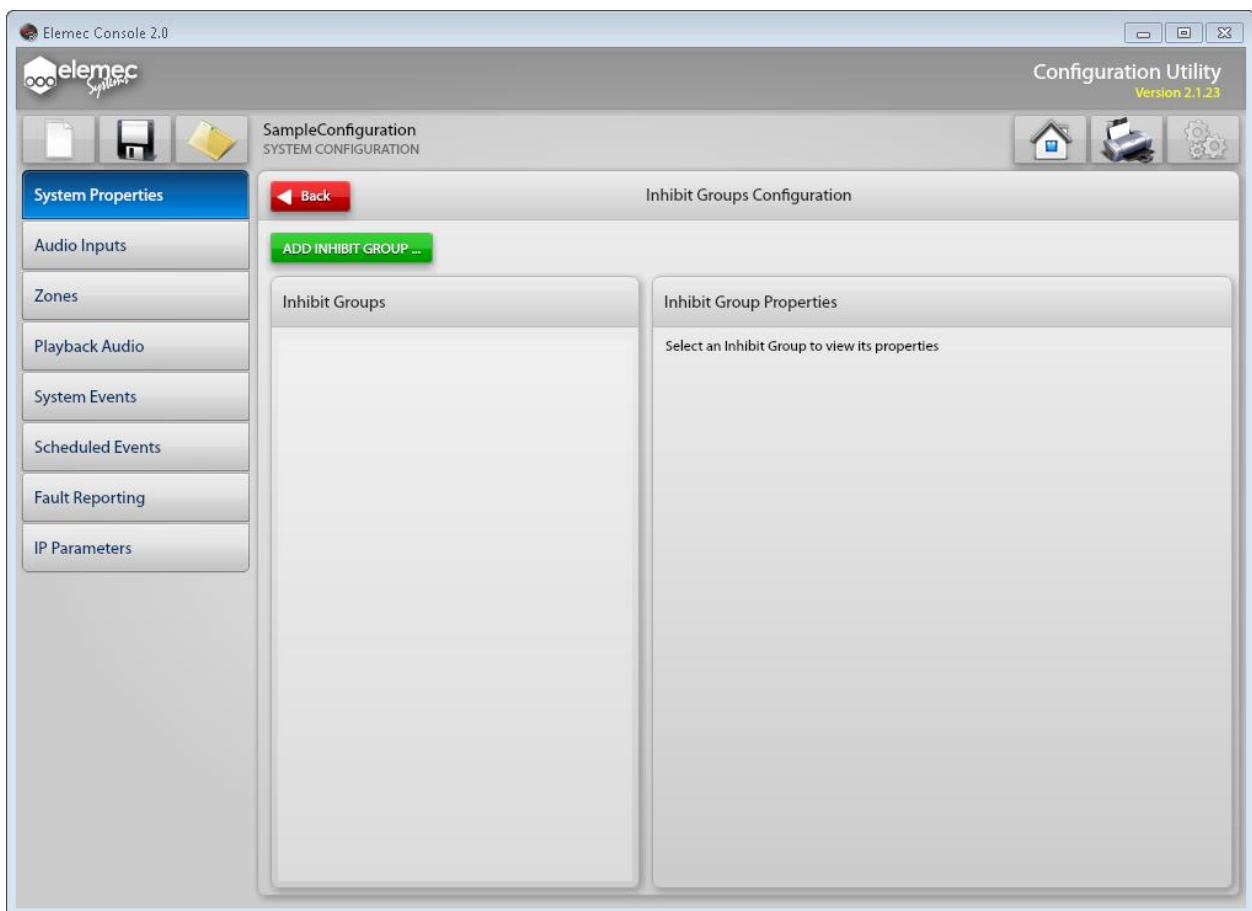 Elemec Console 2.0
elemec
Systems
Configuration Utility
Version 2.1.23
SampleConfiguration
SYSTEM CONFIGURATION
System Properties
Audio Inputs
Zones
Playback Audio
System Events
Scheduled Events
Fault Reporting
IP Parameters
Back
Inhibit Groups Configuration
ADD INHIBIT GROUP ...
Inhibit Groups
Inhibit Group Properties
Select an Inhibit Group to view its properties